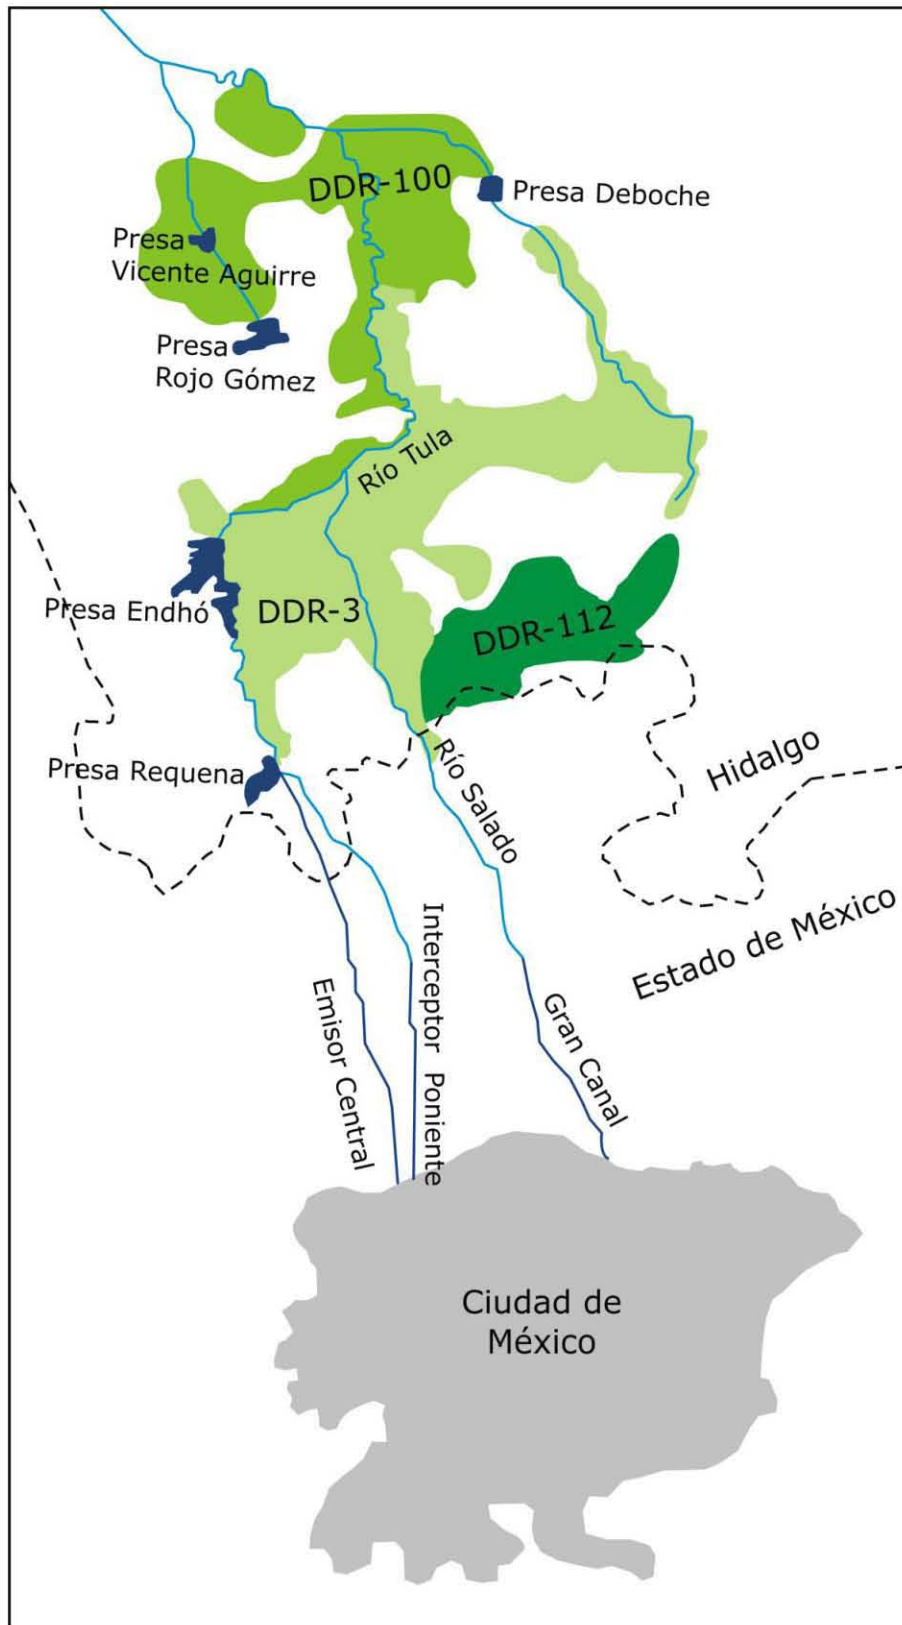 DDR-100
Presa Deboche
Presa
Vicente Aguirre
Presa
Rojo Gómez
Río Tula
Presa Endhó
DDR-3
DDR-112
Presa Requena
Río Salado
Hidalgo
Estado de México
Interceptor Poniente
Emisor Central
Gran Canal
Ciudad de
México